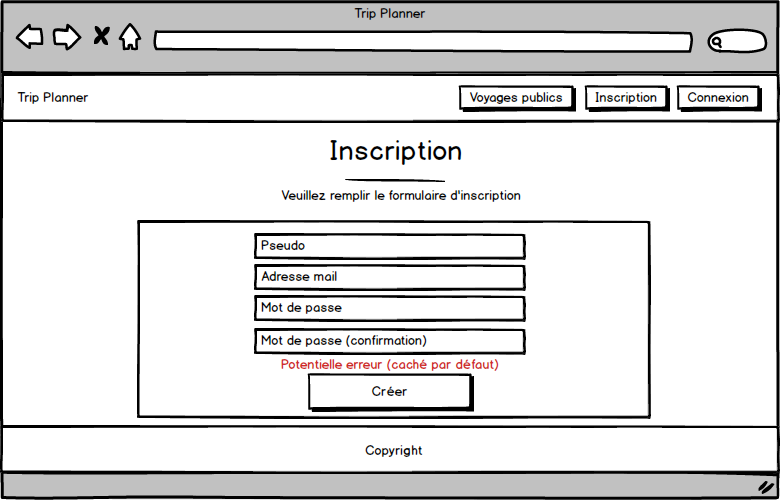 Trip Planner
Trip Planner
Voyages publics
Inscription
Connexion
Inscription
Veuillez remplir le formulaire d'inscription
Pseudo
Adresse mail
Mot de passe
Mot de passe (confirmation)
Potentielle erreur (caché par défaut)
Créer
Copyright